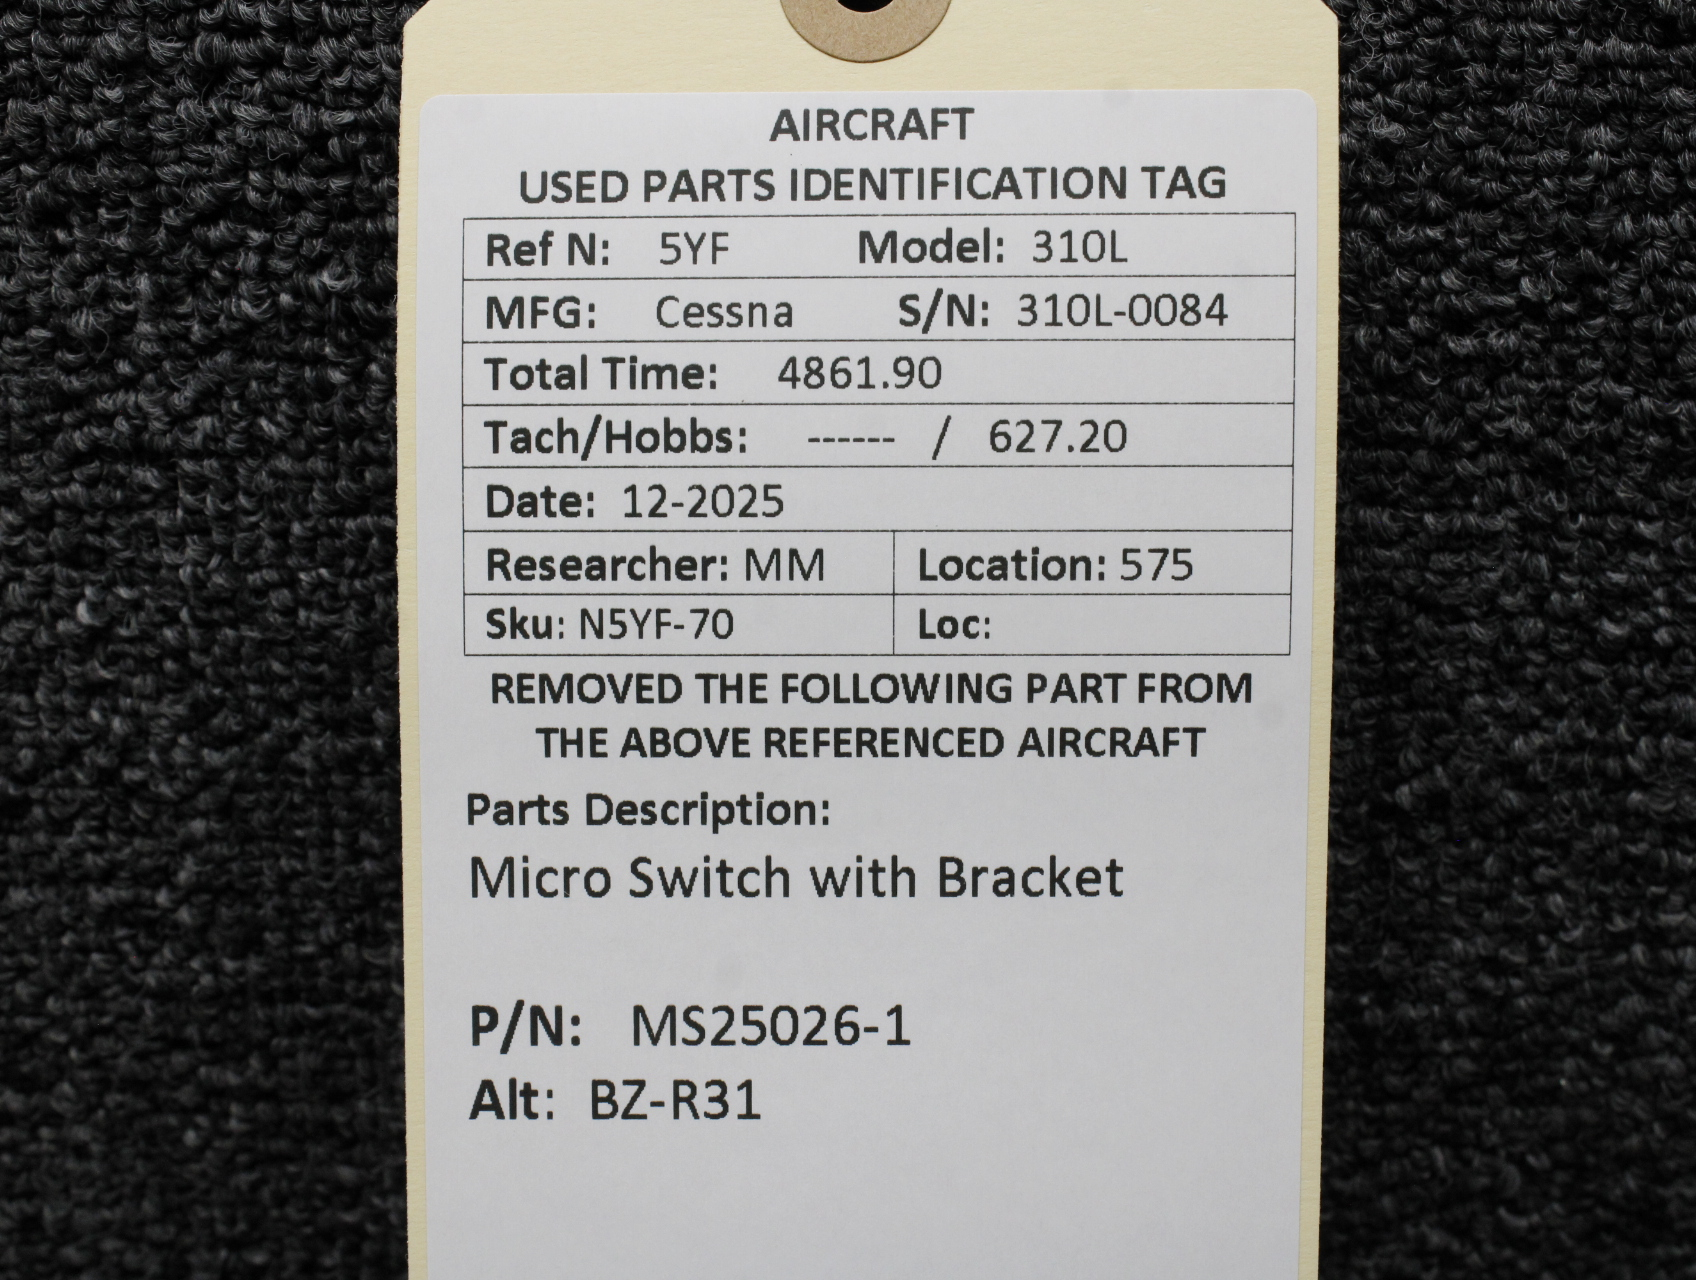 AIRCRAFT
USED PARTS IDENTIFICATION TAG
Ref N: 5YF Model: 310L
MFG: Cessna S/N: 310L-0084
Total Time: 4861.90
Tach/Hobbs: ------ / 627.20
Date: 12-2025
Researcher: MM Location: 575
Sku: N5YF-70 Loc:
REMOVED THE FOLLOWING PART FROM
THE ABOVE REFERENCED AIRCRAFT
Parts Description:
Micro Switch with Bracket
P/N: MS25026-1
Alt: BZ-R31